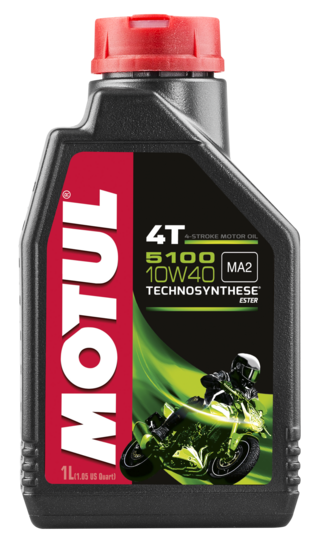 MOTUL®
4T 4-STROKE MOTOR OIL
5100
10W40 MA2
TECHNOSYNTHESE®
ESTER
1L(1.05 US Quart)